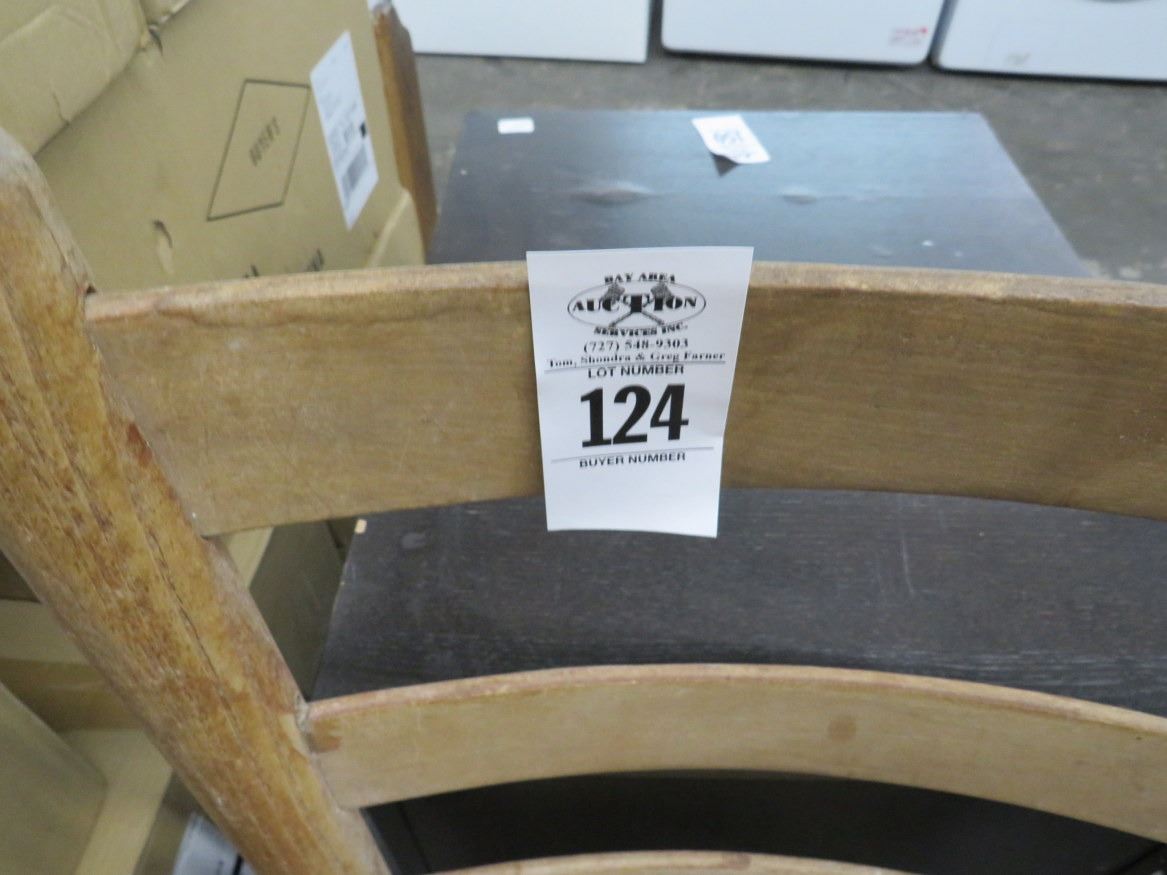 BAY AREA
AUCTION
SERVICES INC.
(727) 548-9303
Tom, Shondra & Greg Farner
LOT NUMBER
124
BUYER NUMBER